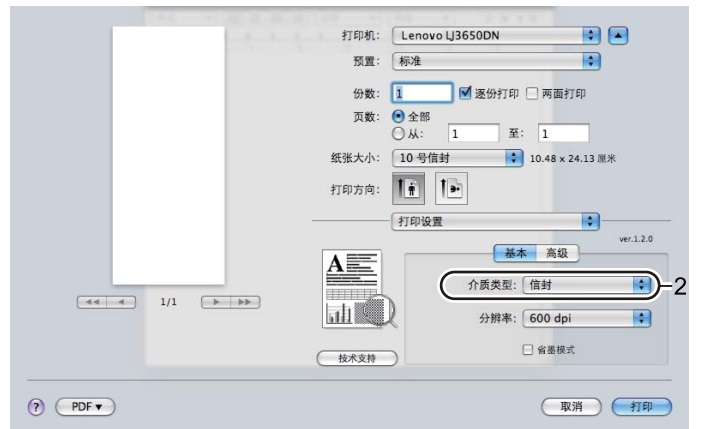 打印机: Lenovo LJ3650DN
预置: 标准
份数: 1 逐份打印 两面打印
页数: 全部
从: 1 至: 1
纸张大小: 10 号信封 10.48 x 24.13 厘米
打印方向:
打印设置
ver.1.2.0
基本 高级
介质类型: 信封 2
1/1
分辨率: 600 dpi
省墨模式
技术支持
? PDF▼ 取消 打印